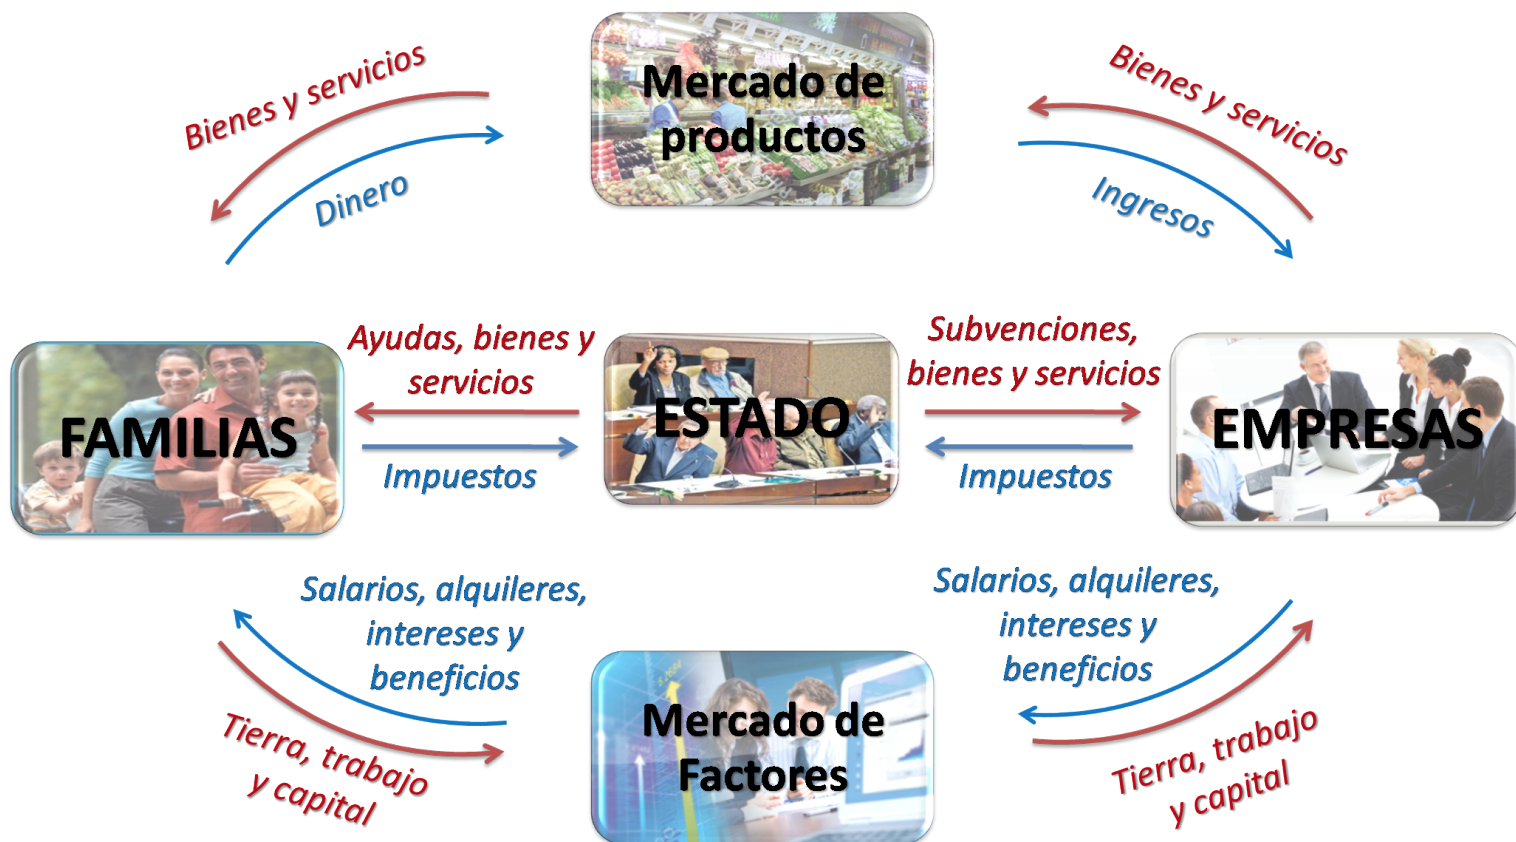 Mercado de
productos
Bienes y servicios
Dinero
Bienes y servicios
Ingresos
FAMILIAS
Ayudas, bienes y
servicios
Impuestos
ESTADO
Subvenciones,
bienes y servicios
Impuestos
EMPRESAS
Salarios, alquileres,
intereses y
beneficios
Tierra, trabajo
y capital
Mercado de
Factores
Salarios, alquileres,
intereses y
beneficios
Tierra, trabajo
y capital